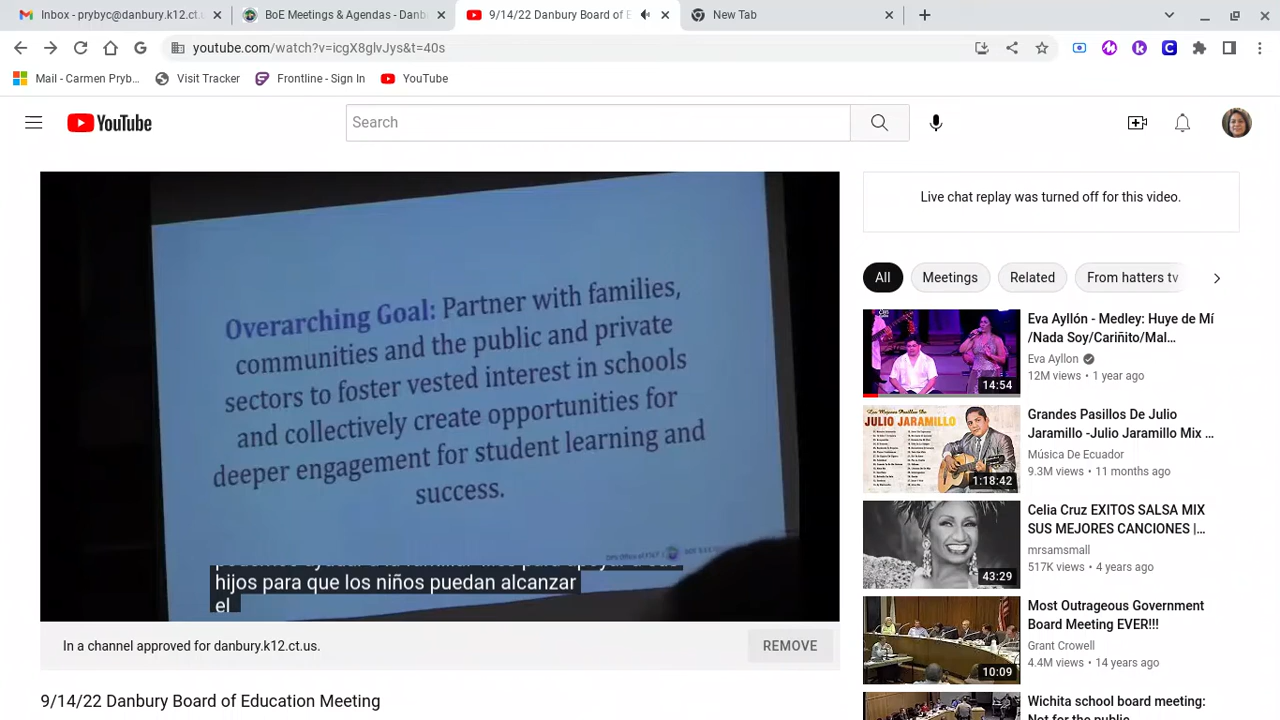 Inbox - prybyc@danbury.k12.ct
BoE Meetings & Agendas - Danb
9/14/22 Danbury Board of E
New Tab
youtube.com/watch?v=icgX8glvJys&t=40s
Mail - Carmen Pryb...
Visit Tracker
Frontline - Sign In
YouTube
YouTube
Search
Overarching Goal: Partner with families,
communities and the public and private
sectors to foster vested interest in schools
and collectively create opportunities for
deeper engagement for student learning and
success.
hijos para que los niños puedan alcanzar
el
In a channel approved for danbury.k12.ct.us.
REMOVE
9/14/22 Danbury Board of Education Meeting
Live chat replay was turned off for this video.
All
Meetings
Related
From hatters tv
Eva Ayllón - Medley: Huye de Mí
/Nada Soy/Cariñito/Mal...
Eva Ayllon
12M views • 1 year ago
14:54
Grandes Pasillos De Julio
Jaramillo -Julio Jaramillo Mix ...
Música De Ecuador
9.3M views • 11 months ago
JULIO JARAMILLO
1:18:42
Celia Cruz EXITOS SALSA MIX
SUS MEJORES CANCIONES |...
mrsamsmall
517K views • 4 years ago
43:29
Most Outrageous Government
Board Meeting EVER!!!
Grant Crowell
4.4M views • 14 years ago
10:09
Wichita school board meeting: